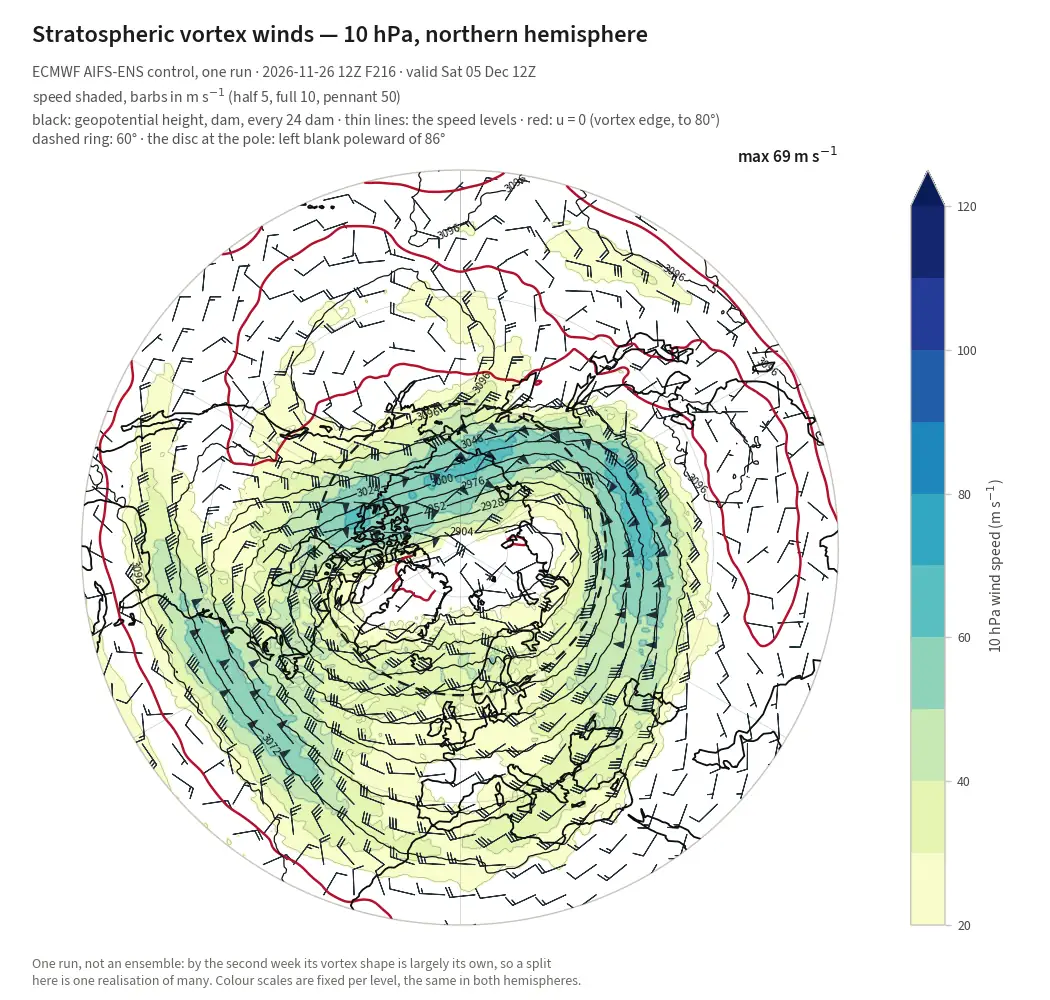 Stratospheric vortex winds — 10 hPa, northern hemisphere
ECMWF AIFS-ENS control, one run · 2026-11-26 12Z F216 · valid Sat 05 Dec 12Z
speed shaded, barbs in m s⁻¹ (half 5, full 10, pennant 50)
black: geopotential height, dam, every 24 dam · thin lines: the speed levels · red: u = 0 (vortex edge, to 80°)
dashed ring: 60° · the disc at the pole: left blank poleward of 86°
max 69 m s⁻¹
3096
3096
3096
3096
3096
3096
3048
3000
2976
3024
2952
2928
3096
2904
3096
3072
120
100
80
60
40
20
10 hPa wind speed (m s⁻¹)
One run, not an ensemble: by the second week its vortex shape is largely its own, so a split
here is one realisation of many. Colour scales are fixed per level, the same in both hemispheres.